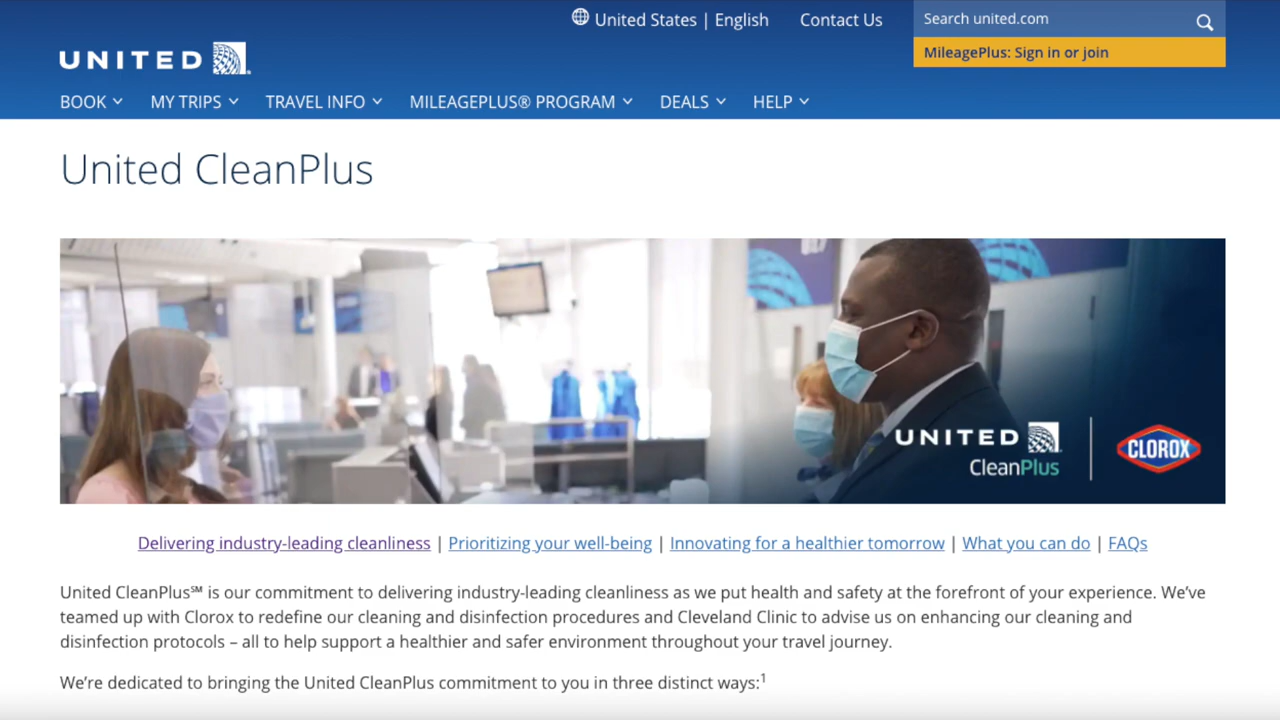 United States | English
Contact Us
Search united.com
UNITED
MileagePlus: Sign in or join
BOOK
MY TRIPS
TRAVEL INFO
MILEAGEPLUS® PROGRAM
DEALS
HELP
United CleanPlus
UNITED
CleanPlus
CLOROX
Delivering industry-leading cleanliness | Prioritizing your well-being | Innovating for a healthier tomorrow | What you can do | FAQs
United CleanPlus℠ is our commitment to delivering industry-leading cleanliness as we put health and safety at the forefront of your experience. We’ve
teamed up with Clorox to redefine our cleaning and disinfection procedures and Cleveland Clinic to advise us on enhancing our cleaning and
disinfection protocols – all to help support a healthier and safer environment throughout your travel journey.
We’re dedicated to bringing the United CleanPlus commitment to you in three distinct ways:¹